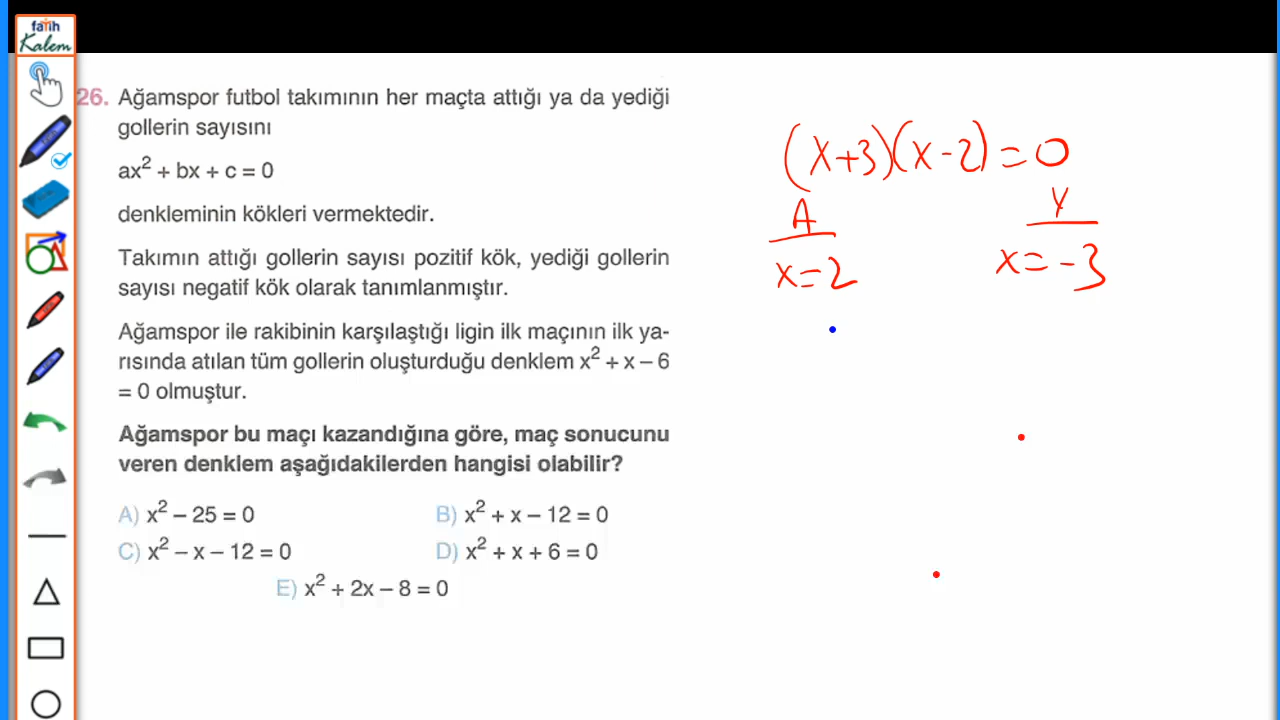 fatih
Kalem
26. Ağamspor futbol takımının her maçta attığı ya da yediği
gollerin sayısını
ax² + bx + c = 0
denkleminin kökleri vermektedir.
Takımın attığı gollerin sayısı pozitif kök, yediği gollerin
sayısı negatif kök olarak tanımlanmıştır.
Ağamspor ile rakibinin karşılaştığı ligin ilk maçının ilk ya-
rısında atılan tüm gollerin oluşturduğu denklem x² + x – 6
= 0 olmuştur.
Ağamspor bu maçı kazandığına göre, maç sonucunu
veren denklem aşağıdakilerden hangisi olabilir?
A) x² – 25 = 0 B) x² + x – 12 = 0
C) x² – x – 12 = 0 D) x² + x + 6 = 0
E) x² + 2x – 8 = 0
(x+3)(x-2)=0
A Y
x=2 x=-3